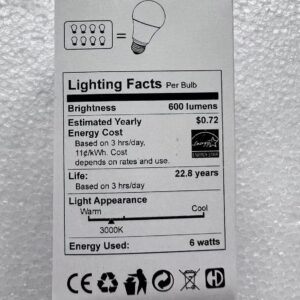 =
Lighting Facts Per Bulb
Brightness 600 lumens
Estimated Yearly $0.72
Energy Cost
Based on 3 hrs/day,
11¢/kWh. Cost
depends on rates and use.
Life: 22.8 years
Based on 3 hrs/day
Light Appearance
Warm Cool
3000K
Energy Used: 6 watts
CE